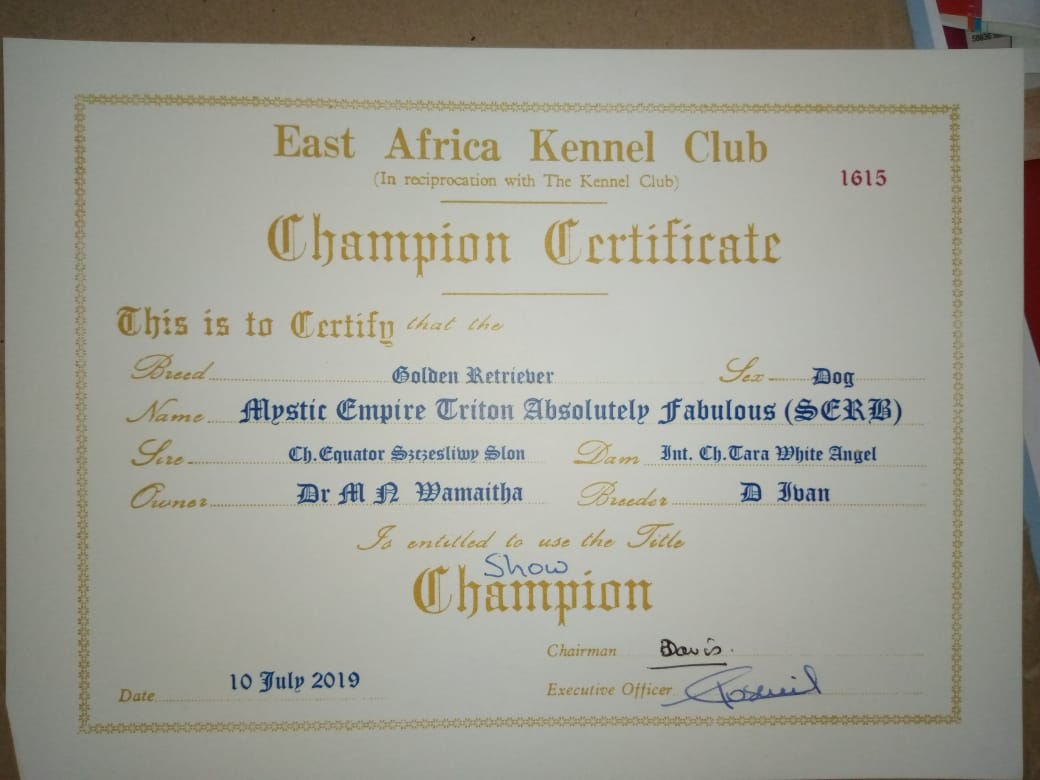 East Africa Kennel Club
(In reciprocation with The Kennel Club)
1615
Champion Certificate
This is to Certify that the
Breed Golden Retriever Sex Dog
Name Mystic Empire Triton Absolutely Fabulous (SERB)
Sire Ch.Equator Szczesliwy Slon Dam Int. Ch.Tara White Angel
Owner Dr M N Wamaitha Breeder D Ivan
Is entitled to use the Title
Show
Champion
Chairman Davis.
Date 10 July 2019
Executive Officer